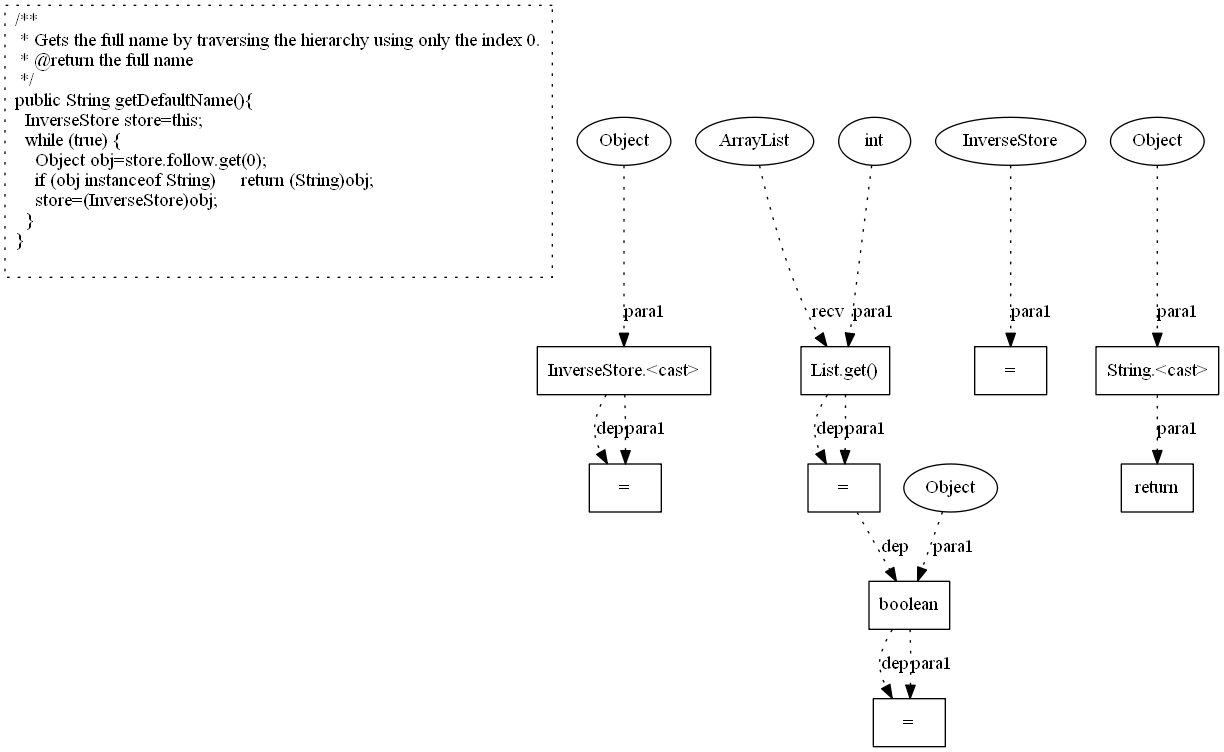 /**
 * Gets the full name by traversing the hierarchy using only the index 0.
 * @return the full name
 */
public String getDefaultName(){
  InverseStore store=this;
  while (true) {
    Object obj=store.follow.get(0);
    if (obj instanceof String)     return (String)obj;
    store=(InverseStore)obj;
  }
}
Object ArrayList int InverseStore Object
para1 recv para1 para1 para1
InverseStore.<cast> List.get() = String.<cast>
dep para1 dep para1 para1
= = Object return
dep para1
boolean
dep para1
=